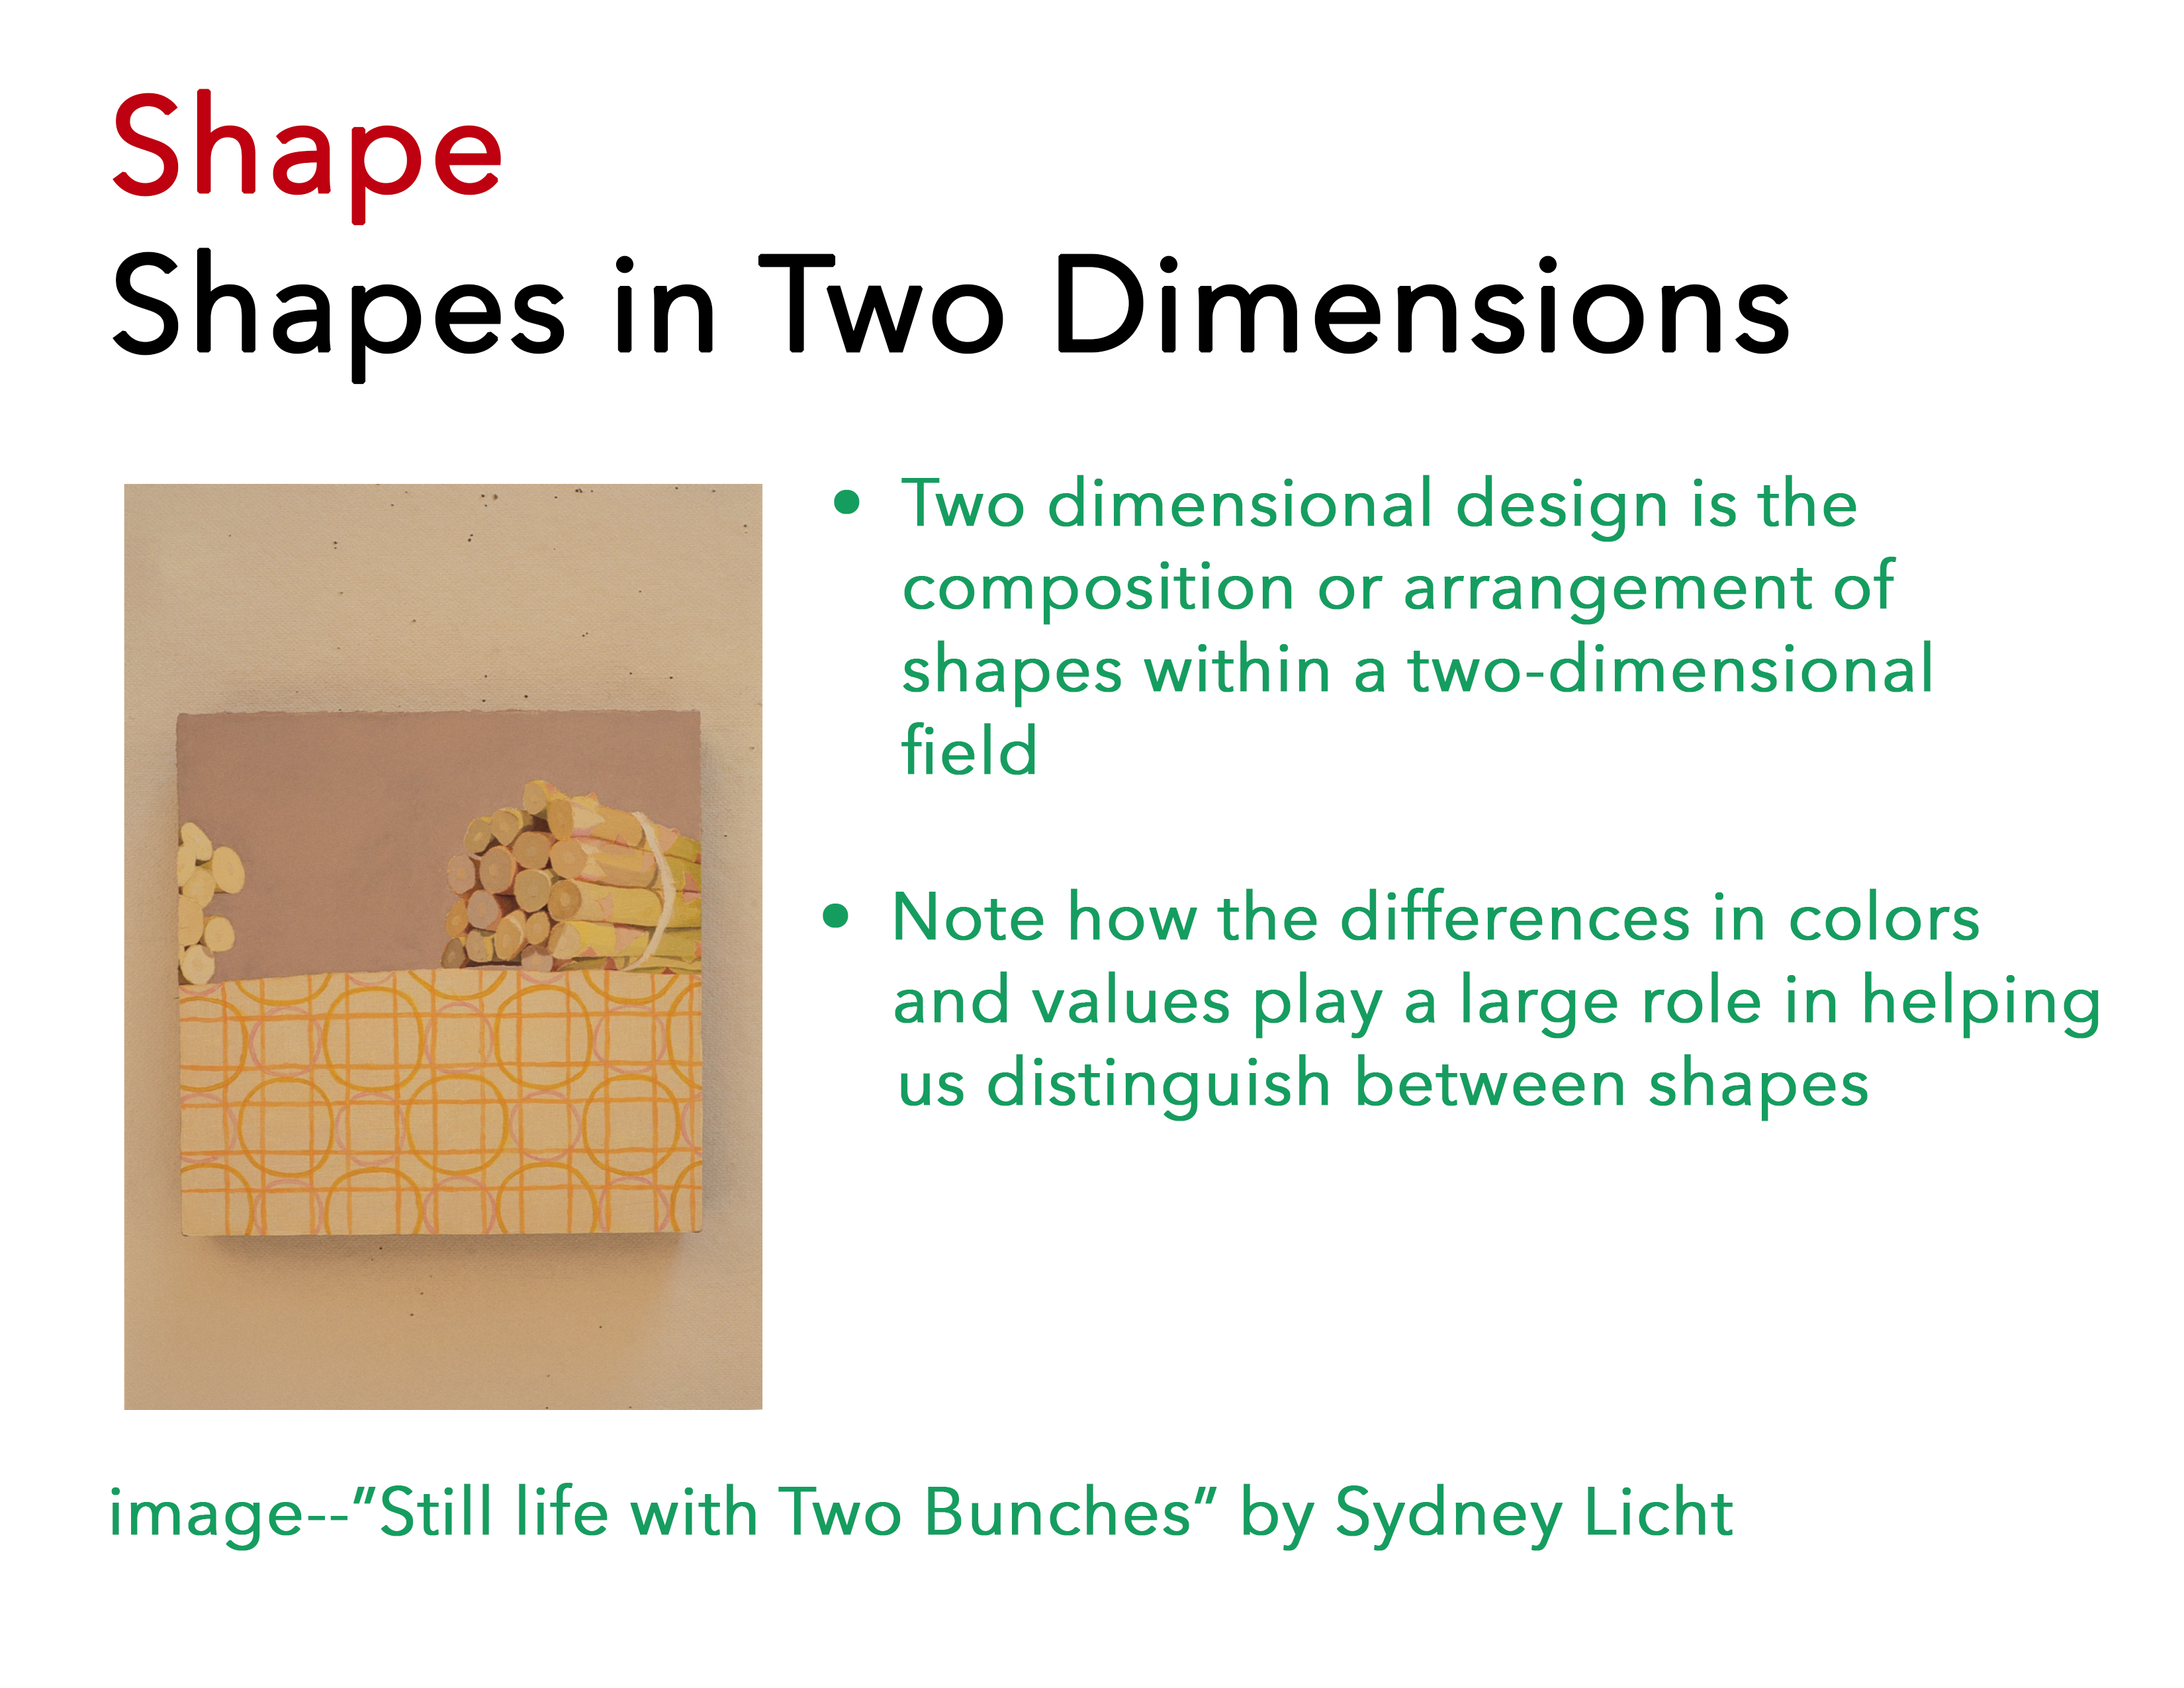 Shape
Shapes in Two Dimensions
• Two dimensional design is the
composition or arrangement of
shapes within a two-dimensional
field
• Note how the differences in colors
and values play a large role in helping
us distinguish between shapes
image--"Still life with Two Bunches" by Sydney Licht